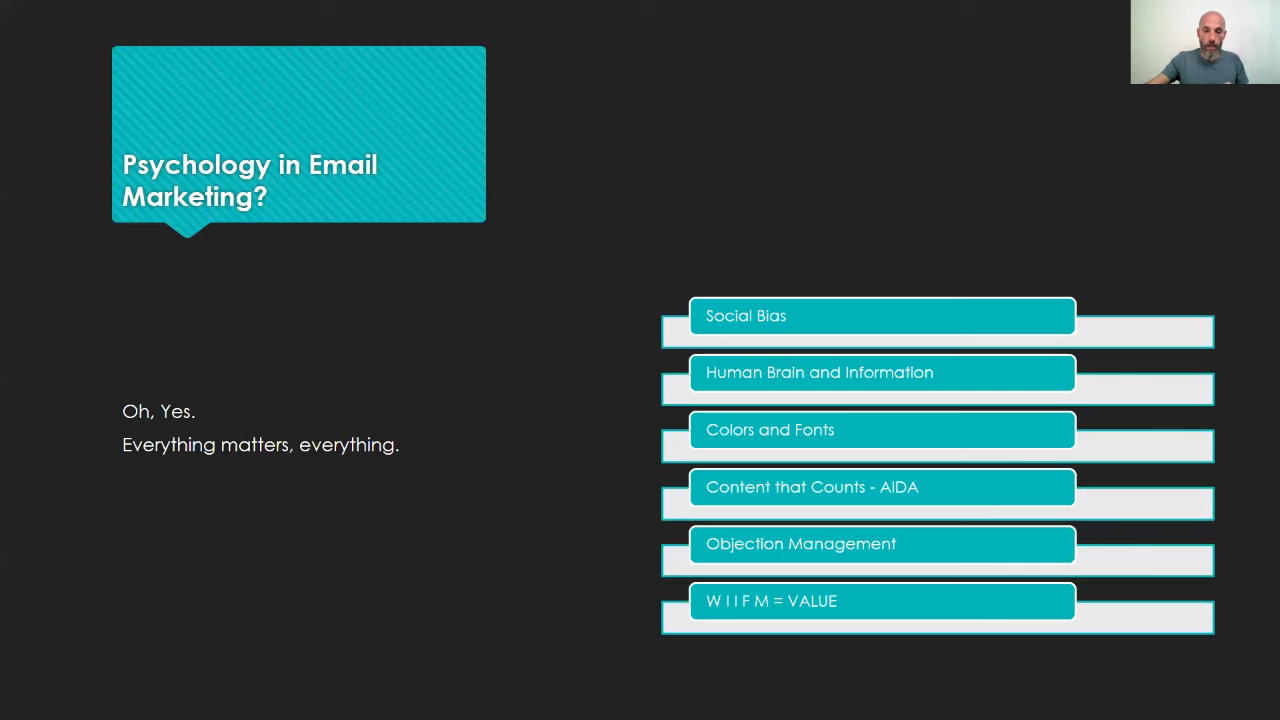 Psychology in Email
Marketing?
Oh, Yes.
Everything matters, everything.
Social Bias
Human Brain and Information
Colors and Fonts
Content that Counts - AIDA
Objection Management
W I I F M = VALUE